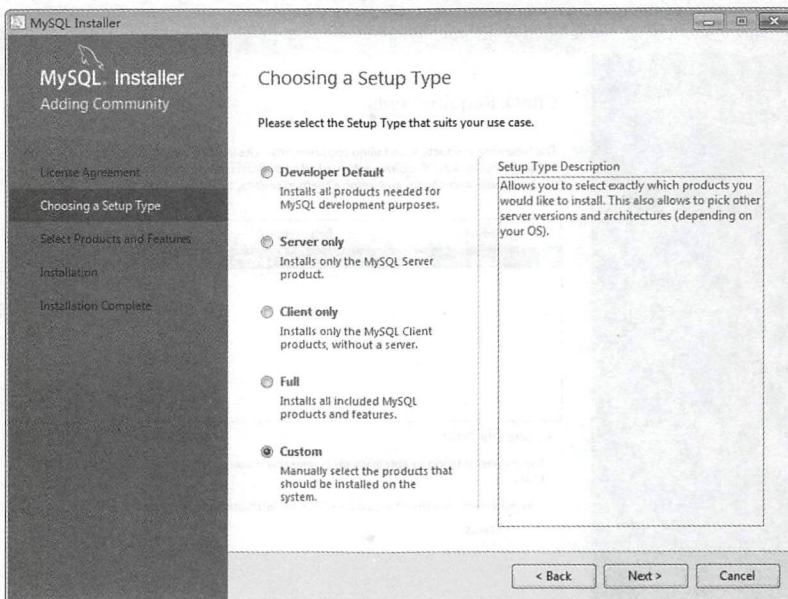 MySQL Installer
MySQL. Installer
Adding Community
License Agreement
Choosing a Setup Type
Select Products and Features
Installation
Installation Complete
Choosing a Setup Type
Please select the Setup Type that suits your use case.
Developer Default
Installs all products needed for
MySQL development purposes.
Server only
Installs only the MySQL Server
product.
Client only
Installs only the MySQL Client
products, without a server.
Full
Installs all included MySQL
products and features.
Custom
Manually select the products that
should be installed on the
system.
Setup Type Description
Allows you to select exactly which products you
would like to install. This also allows to pick other
server versions and architectures (depending on
your OS).
< Back
Next >
Cancel